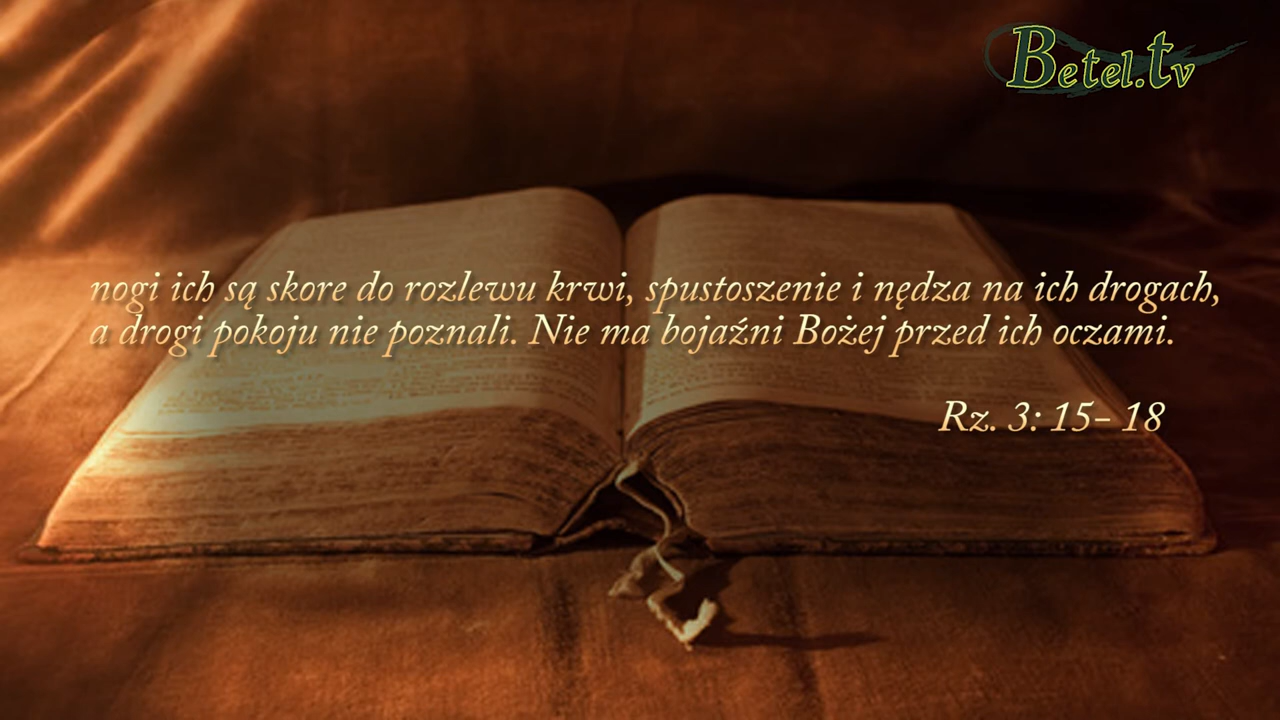 Betel.tv
nogi ich są skore do rozlewu krwi, spustoszenie i nędza na ich drogach,
a drogi pokoju nie poznali. Nie ma bojaźni Bożej przed ich oczami.
Rz. 3: 15- 18